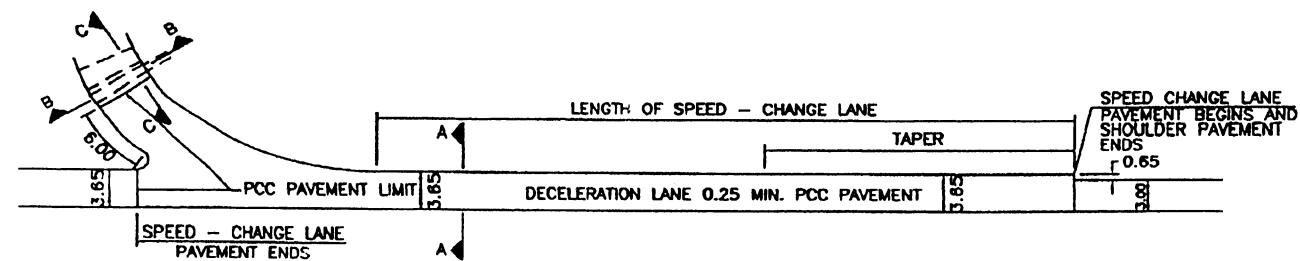 C
B
LENGTH OF SPEED - CHANGE LANE
SPEED CHANGE LANE
PAVEMENT BEGINS AND
SHOULDER PAVEMENT
ENDS
B
C
A
TAPER
6.00
0.65
3.65
PCC PAVEMENT LIMIT
3.65
DECELERATION LANE 0.25 MIN. PCC PAVEMENT
3.65
3.00
SPEED - CHANGE LANE
PAVEMENT ENDS
A